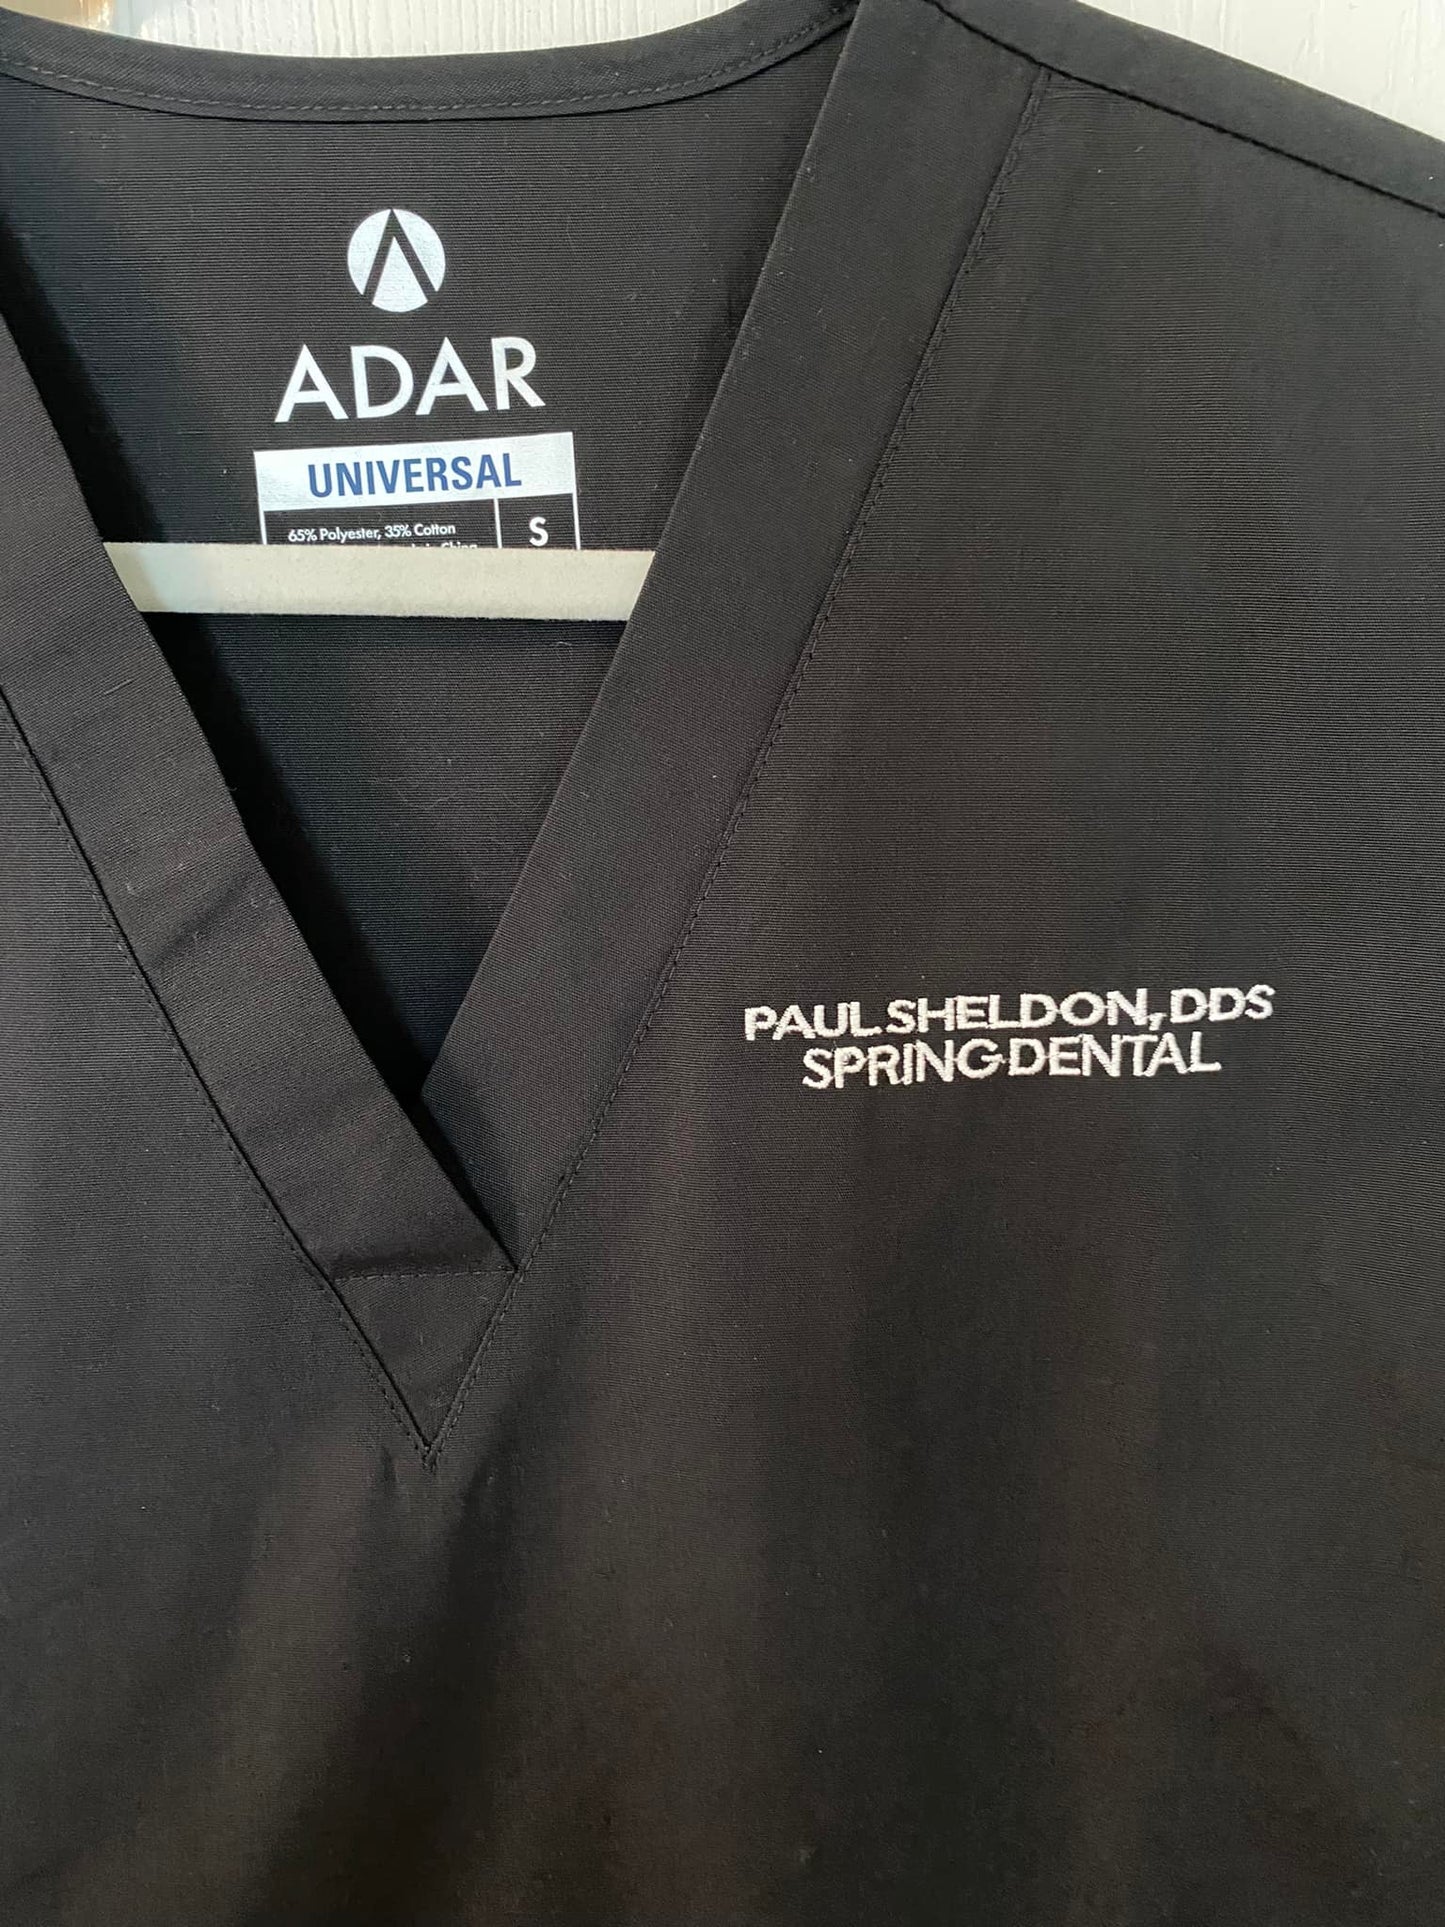 ADAR
UNIVERSAL
65% Polyester, 35% Cotton
S
PAUL SHELDON, DDS
SPRING DENTAL